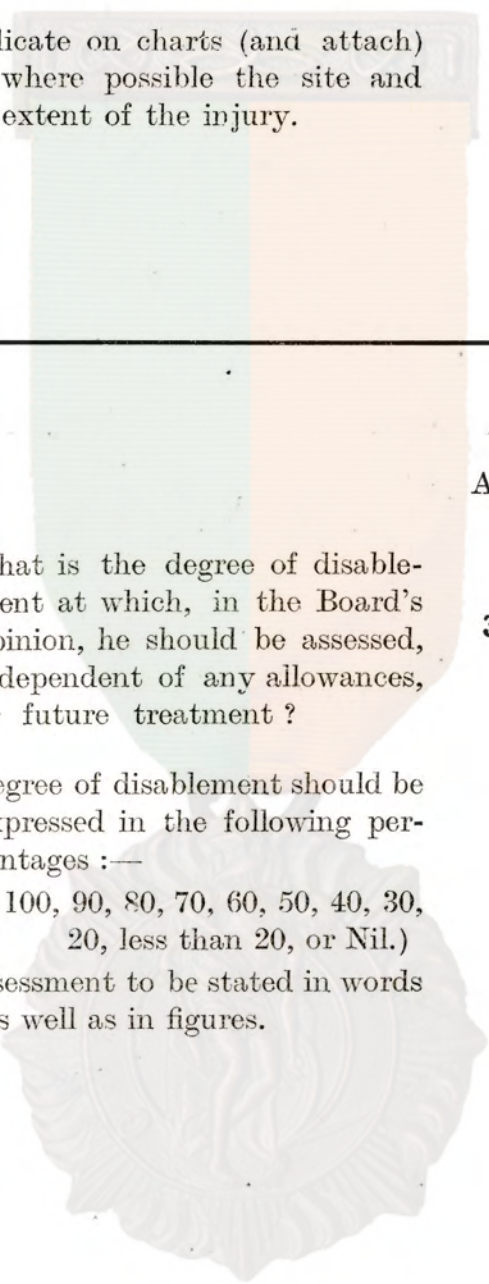 licate on charts (and attach)
where possible the site and
extent of the injury.
A
hat is the degree of disable-
ent at which, in the Board's
pinion, he should be assessed,
dependent of any allowances,
future treatment ?
3
egree of disablement should be
xpressed in the following per-
ntages :—
100, 90, 80, 70, 60, 50, 40, 30,
20, less than 20, or Nil.)
sessment to be stated in words
s well as in figures.